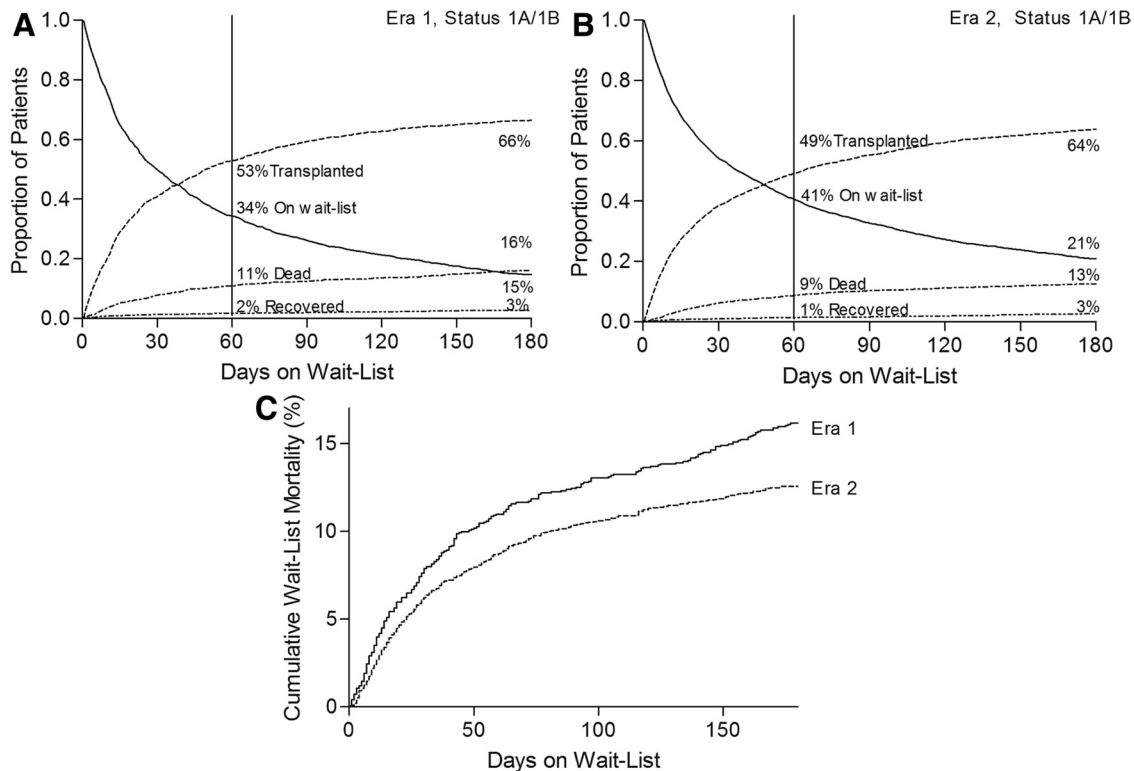 A
Era 1, Status 1A/1B
1.0
0.8
0.6
0.4
0.2
0.0
Proportion of Patients
66%
53% Transplanted
34% On wait-list
16%
11% Dead
15%
2% Recovered
3%
0 30 60 90 120 150 180
Days on Wait-List
B
Era 2, Status 1A/1B
1.0
0.8
0.6
0.4
0.2
0.0
Proportion of Patients
49% Transplanted
64%
41% On wait-list
21%
13%
9% Dead
1% Recovered
3%
0 30 60 90 120 150 180
Days on Wait-List
C
Cumulative Wait-List Mortality (%)
15
10
5
0
Era 1
Era 2
0 50 100 150
Days on Wait-List